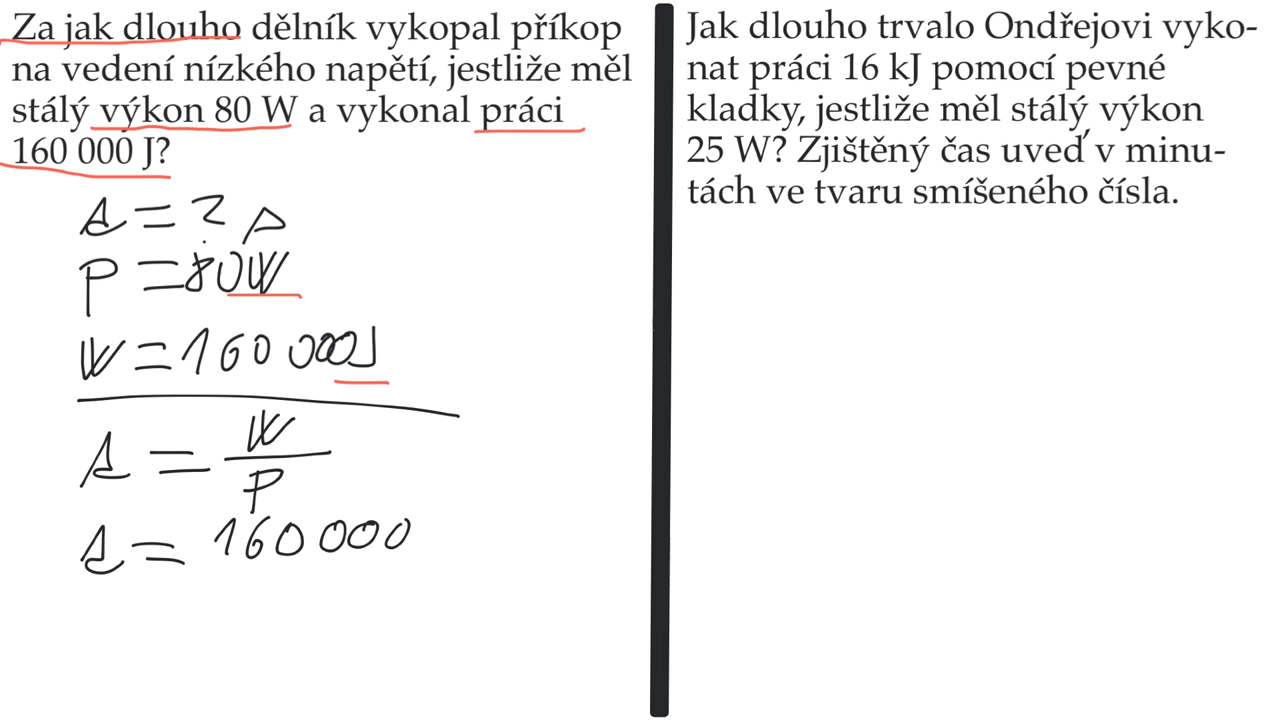 Za jak dlouho dělník vykopal příkop
na vedení nízkého napětí, jestliže měl
stálý výkon 80 W a vykonal práci
160 000 J?
t = ? s
P = 80W
W = 160 000J
t = W/P
t = 160 000
Jak dlouho trvalo Ondřejovi vyko-
nat práci 16 kJ pomocí pevné
kladky, jestliže měl stálý výkon
25 W? Zjištěný čas uveď v minu-
tách ve tvaru smíšeného čísla.